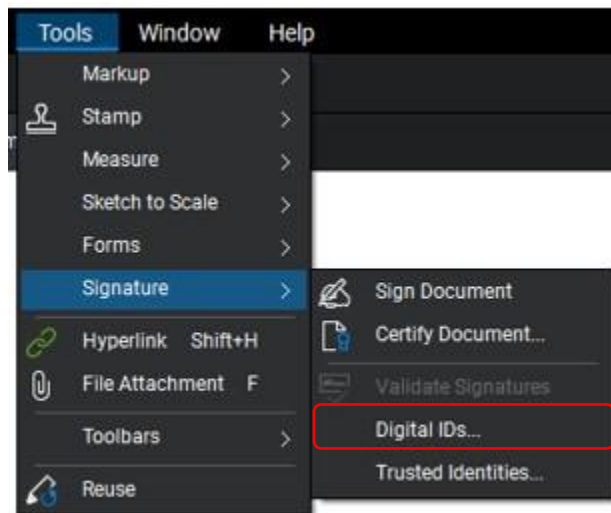 Tools Window Help
Markup
Stamp
Measure
Sketch to Scale
Forms
Signature
Hyperlink Shift+H
File Attachment F
Toolbars
Reuse
Sign Document
Certify Document...
Validate Signatures
Digital IDs...
Trusted Identities...